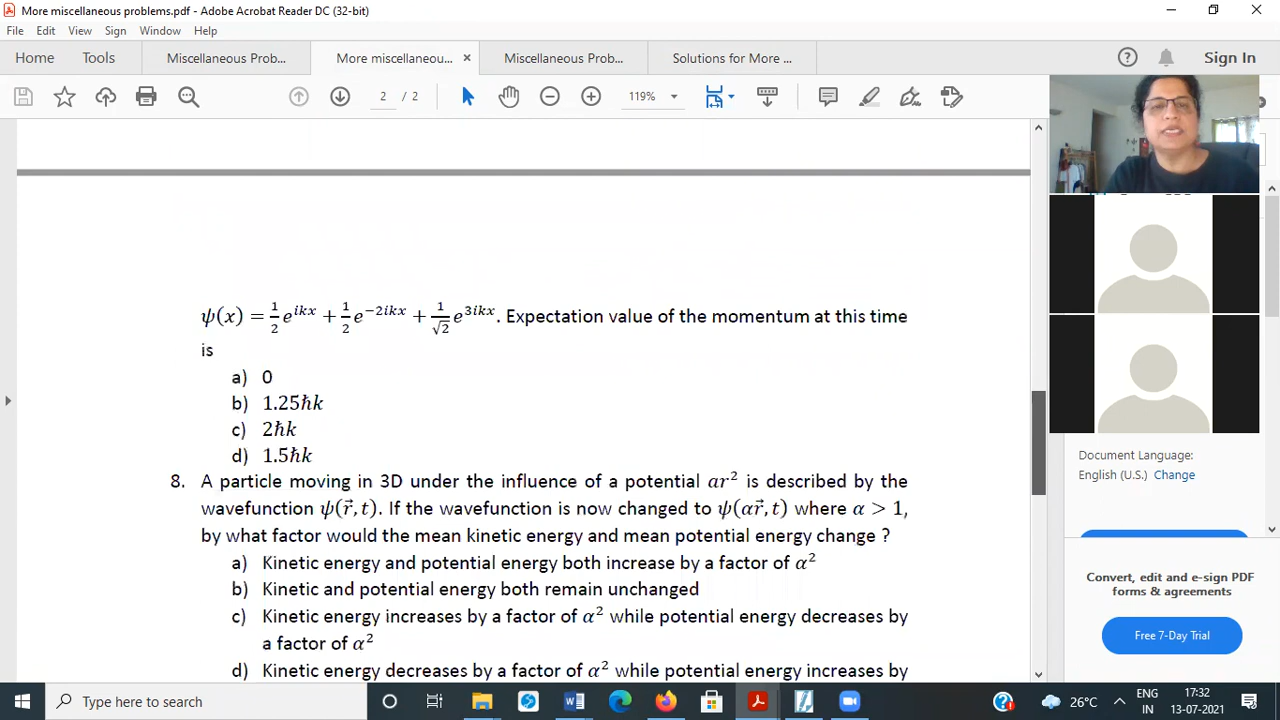 More miscellaneous problems.pdf - Adobe Acrobat Reader DC (32-bit)
File Edit View Sign Window Help
Home Tools Miscellaneous Prob... More miscellanou... × Miscellaneous Prob... Solutions for More ... Sign In
2 / 2 119%
ψ(x) = 1/2 e^{ikx} + 1/2 e^{−2ikx} + 1/√2 e^{3ikx}. Expectation value of the momentum at this time
is
a) 0
b) 1.25ℏk
c) 2ℏk
d) 1.5ℏk
8. A particle moving in 3D under the influence of a potential ar² is described by the
wavefunction ψ(r⃗, t). If the wavefunction is now changed to ψ(αr⃗, t) where α > 1,
by what factor would the mean kinetic energy and mean potential energy change ?
a) Kinetic energy and potential energy both increase by a factor of α²
b) Kinetic and potential energy both remain unchanged
c) Kinetic energy increases by a factor of α² while potential energy decreases by
a factor of α²
d) Kinetic energy decreases by a factor of α² while potential energy increases by
Document Language:
English (U.S.) Change
Convert, edit and e-sign PDF
forms & agreements
Free 7-Day Trial
Type here to search
26°C
ENG
IN
17:32
13-07-2021